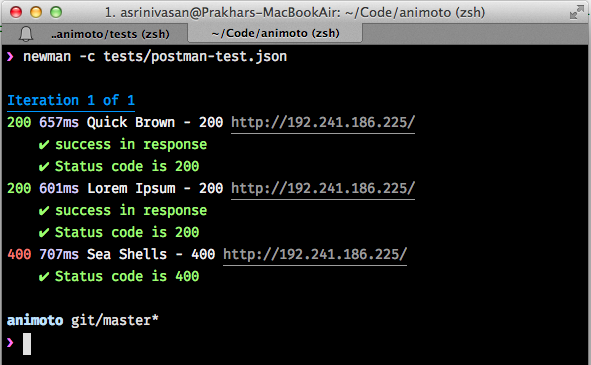 1. asrinivasan@Prakhars-MacBookAir: ~/Code/animoto (zsh)
..animoto/tests (zsh)
~/Code/animoto (zsh)
❯ newman -c tests/postman-test.json
Iteration 1 of 1
200 657ms Quick Brown - 200 http://192.241.186.225/
✔ success in response
✔ Status code is 200
200 601ms Lorem Ipsum - 200 http://192.241.186.225/
✔ success in response
✔ Status code is 200
400 707ms Sea Shells - 400 http://192.241.186.225/
✔ Status code is 400
animoto git/master*
❯